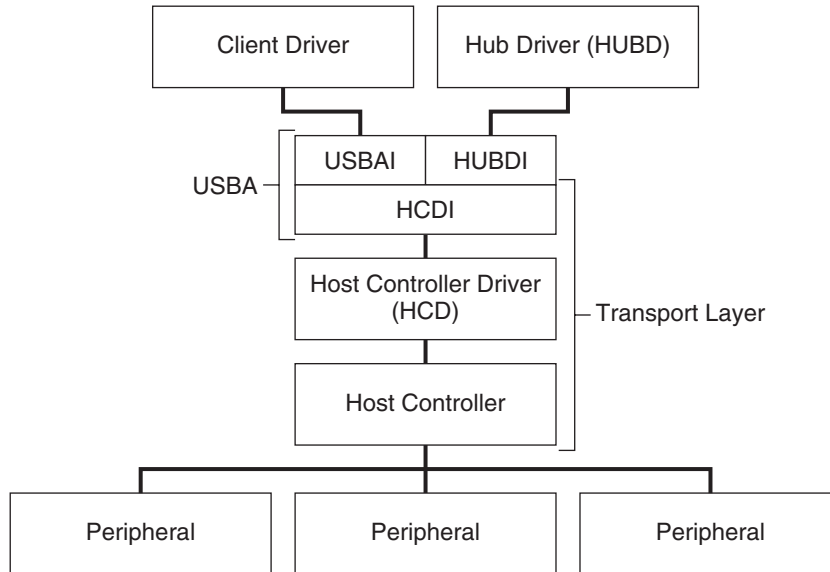 Client Driver
Hub Driver (HUBD)
USBAI
HUBDI
USBA
HCDI
Host Controller Driver
(HCD)
Transport Layer
Host Controller
Peripheral
Peripheral
Peripheral